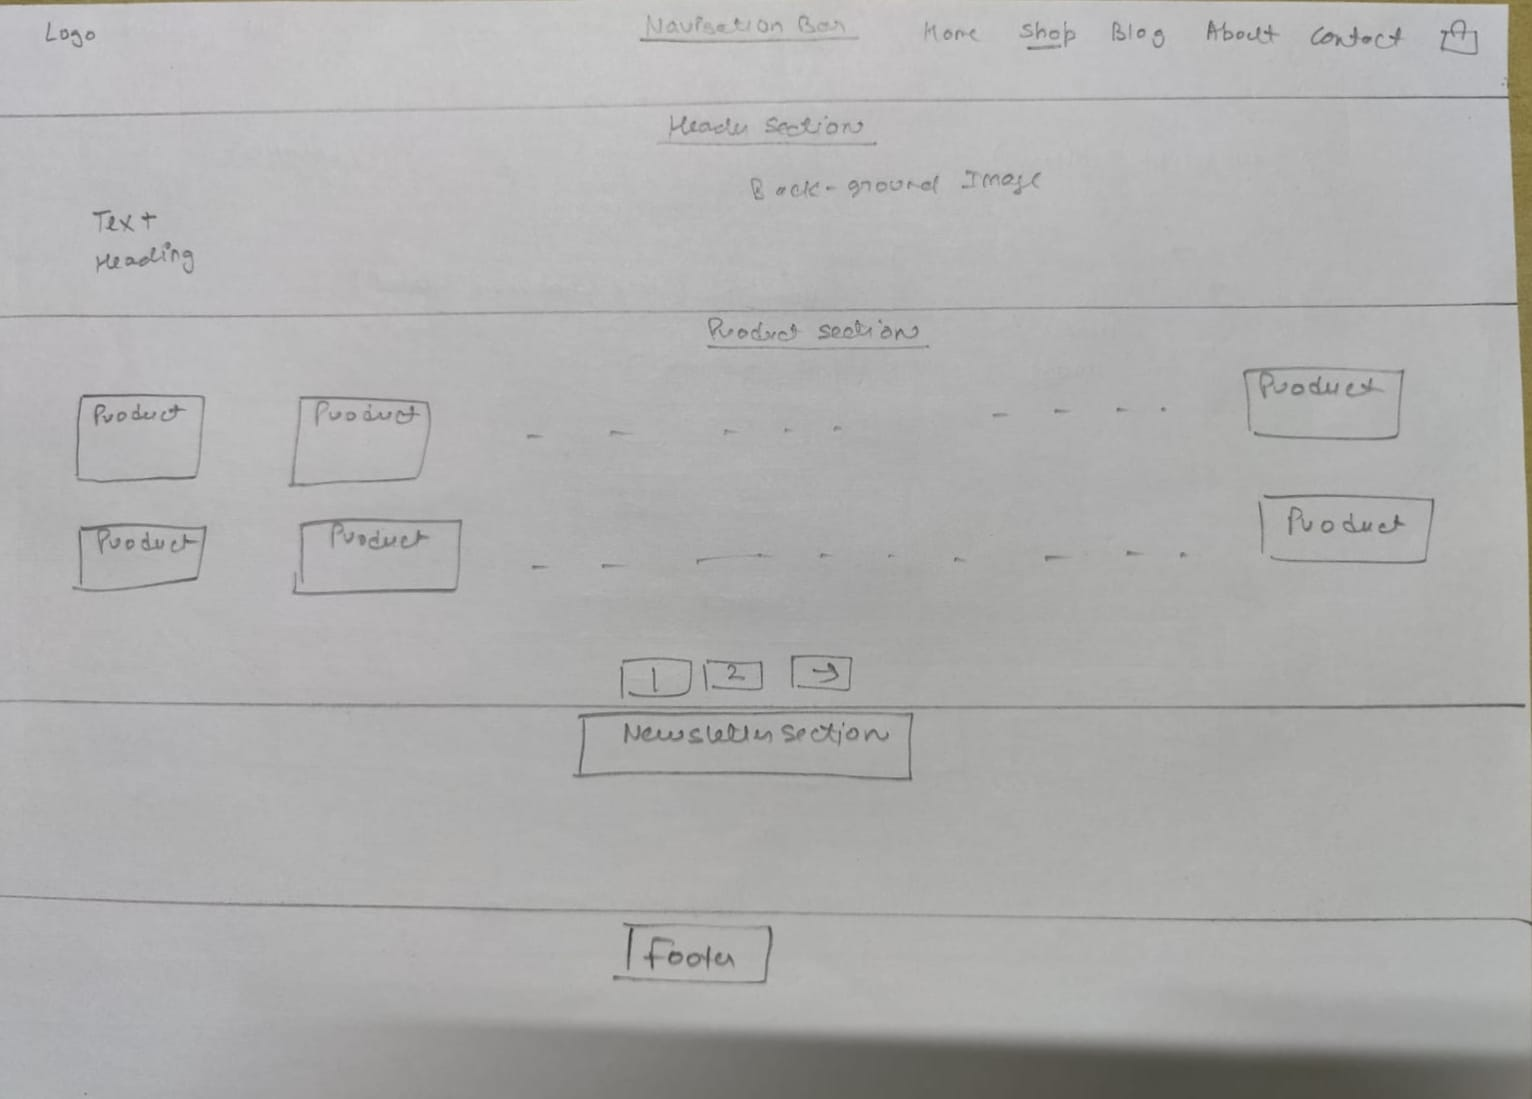 Logo Navigation Bar Home Shop Blog About Contact
Header Section
Back-ground Image
Text
Heading
Product section
Product Product Product
Product Product Product
1 2 →
Newsletter section
Footer